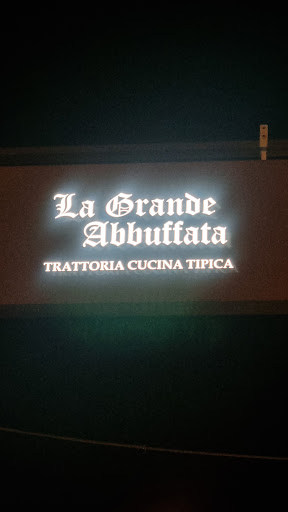 La Grande
Abbuffata
TRATTORIA CUCINA TIPICA